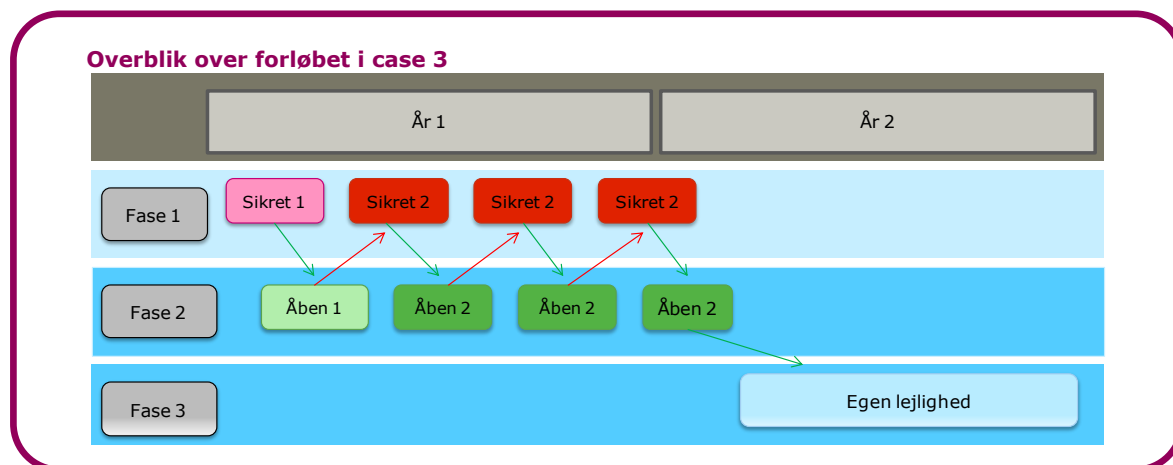 Overblik over forløbet i case 3
År 1
År 2
Fase 1
Sikret 1
Sikret 2
Sikret 2
Sikret 2
Fase 2
Åben 1
Åben 2
Åben 2
Åben 2
Fase 3
Egen lejlighed